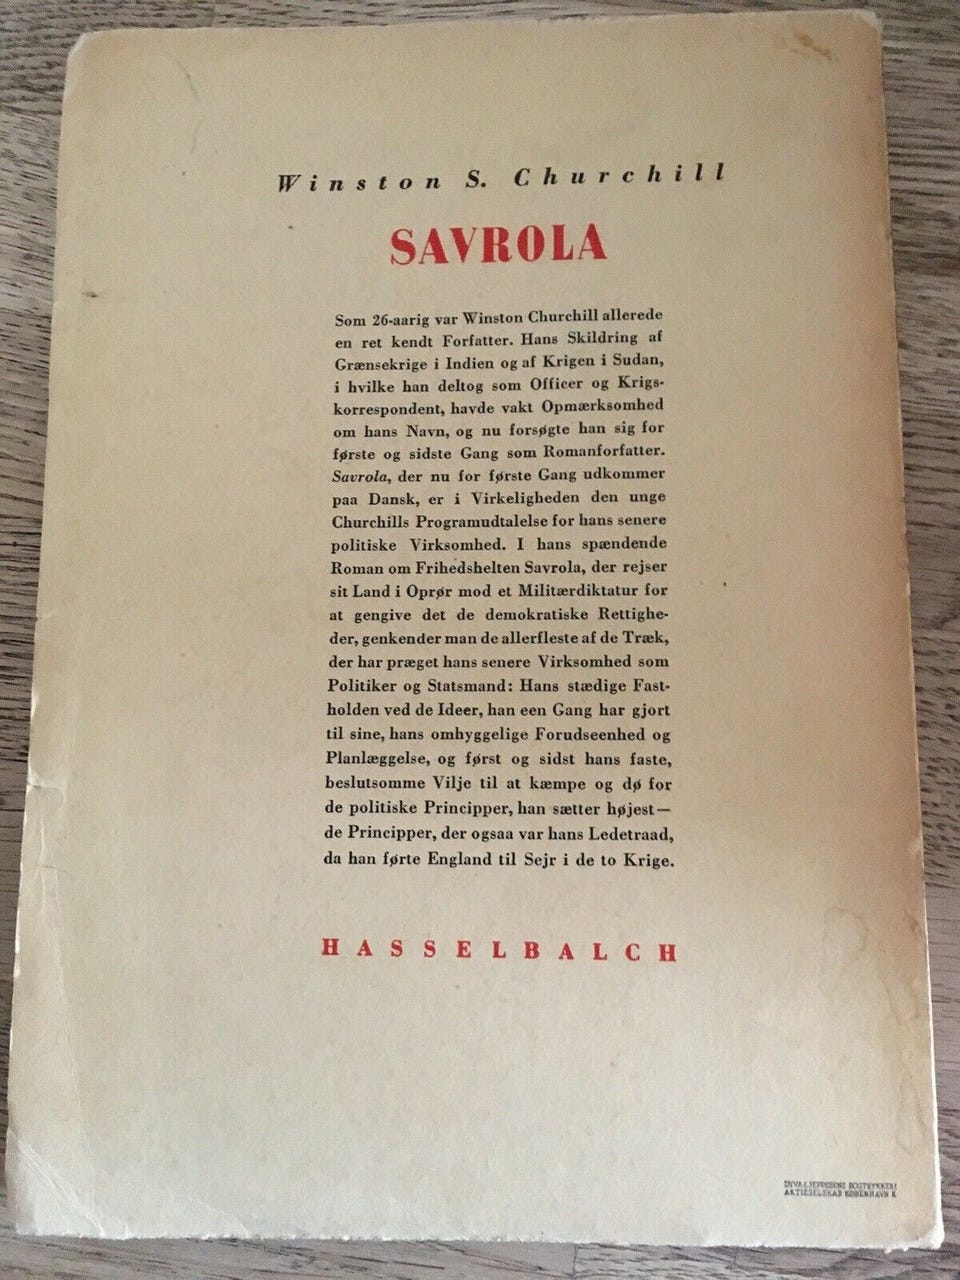 Winston S. Churchill
SAVROLA
Som 26-aarig var Winston Churchill allerede
en ret kendt Forfatter. Hans Skildring af
Grænsekrige i Indien og af Krigen i Sudan,
i hvilke han deltog som Officer og Krigs-
korrespondent, havde vakt Opmærksomhed
om hans Navn, og nu forsøgte han sig for
første og sidste Gang som Romanforfatter.
Savrola, der nu for første Gang udkommer
paa Dansk, er i Virkeligheden den unge
Churchills Programudtalelse for hans senere
politiske Virksomhed. I hans spændende
Roman om Frihedshelten Savrola, der rejser
sit Land i Oprør mod et Militærdiktatur for
at gengive det de demokratiske Rettighe-
der, genkender man de allerfleste af de Træk,
der har præget hans senere Virksomhed som
Politiker og Statsmand: Hans stædige Fast-
holden ved de Ideer, han een Gang har gjort
til sine, hans omhyggelige Forudseenhed og
Planlæggelse, og først og sidst hans faste,
beslutsomme Vilje til at kæmpe og dø for
de politiske Principper, han sætter højest —
de Principper, der ogsaa var hans Ledetraad,
da han førte England til Sejr i de to Krige.
HASSELBALCH
DYVA & JEPPESENS BOGTRYKKERI
AKTIESELSKAB KØBENHAVN K